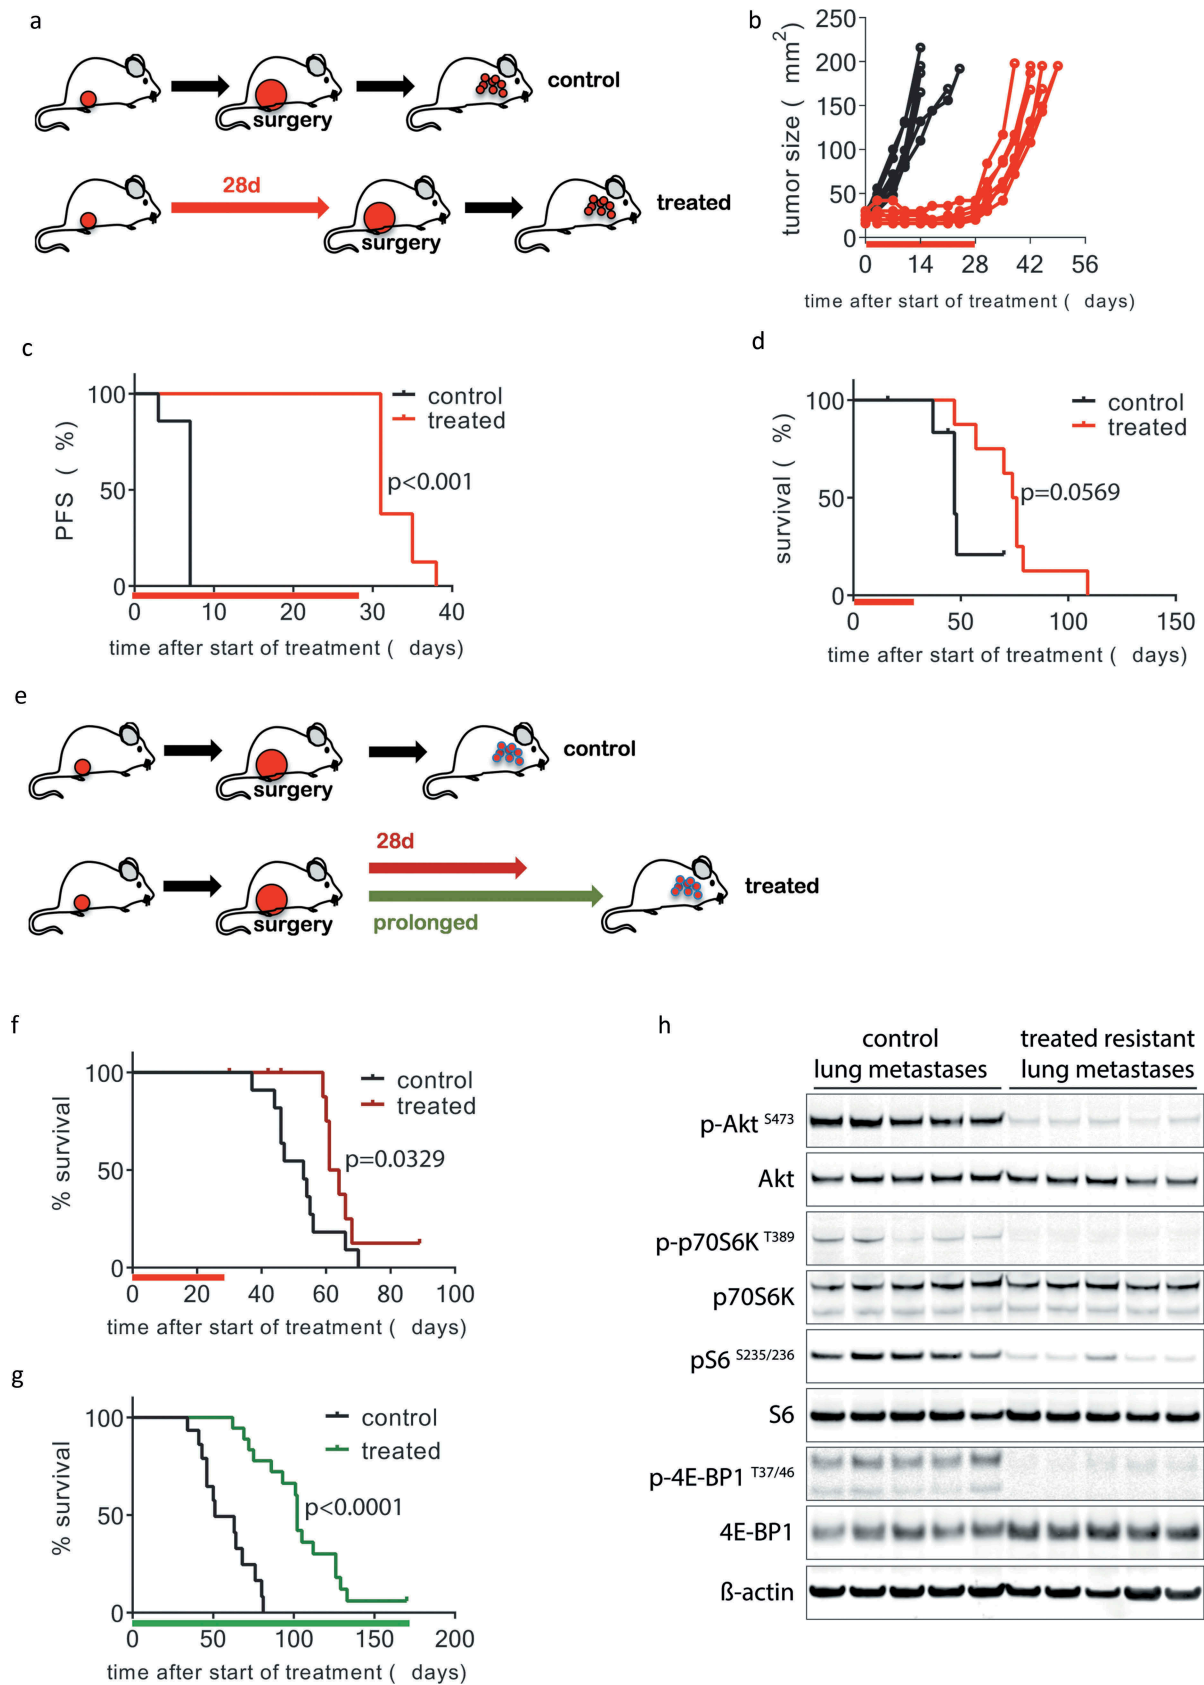 a
control
surgery
28d
treated
surgery
b
tumor size ( mm²)
250
200
150
100
50
0
0 14 28 42 56
time after start of treatment ( days)
c
PFS ( %)
100
50
0
control
treated
p<0.001
0 10 20 30 40
time after start of treatment ( days)
d
survival ( %)
100
50
0
control
treated
p=0.0569
0 50 100 150
time after start of treatment ( days)
e
control
surgery
28d
treated
surgery
prolonged
f
% survival
100
50
0
control
treated
p=0.0329
0 20 40 60 80 100
time after start of treatment ( days)
g
% survival
100
50
0
control
treated
p<0.0001
0 50 100 150 200
time after start of treatment ( days)
h
control
lung metastases
treated resistant
lung metastases
p-Akt S473
Akt
p-p70S6K T389
p70S6K
pS6 S235/236
S6
p-4E-BP1 T37/46
4E-BP1
ß-actin